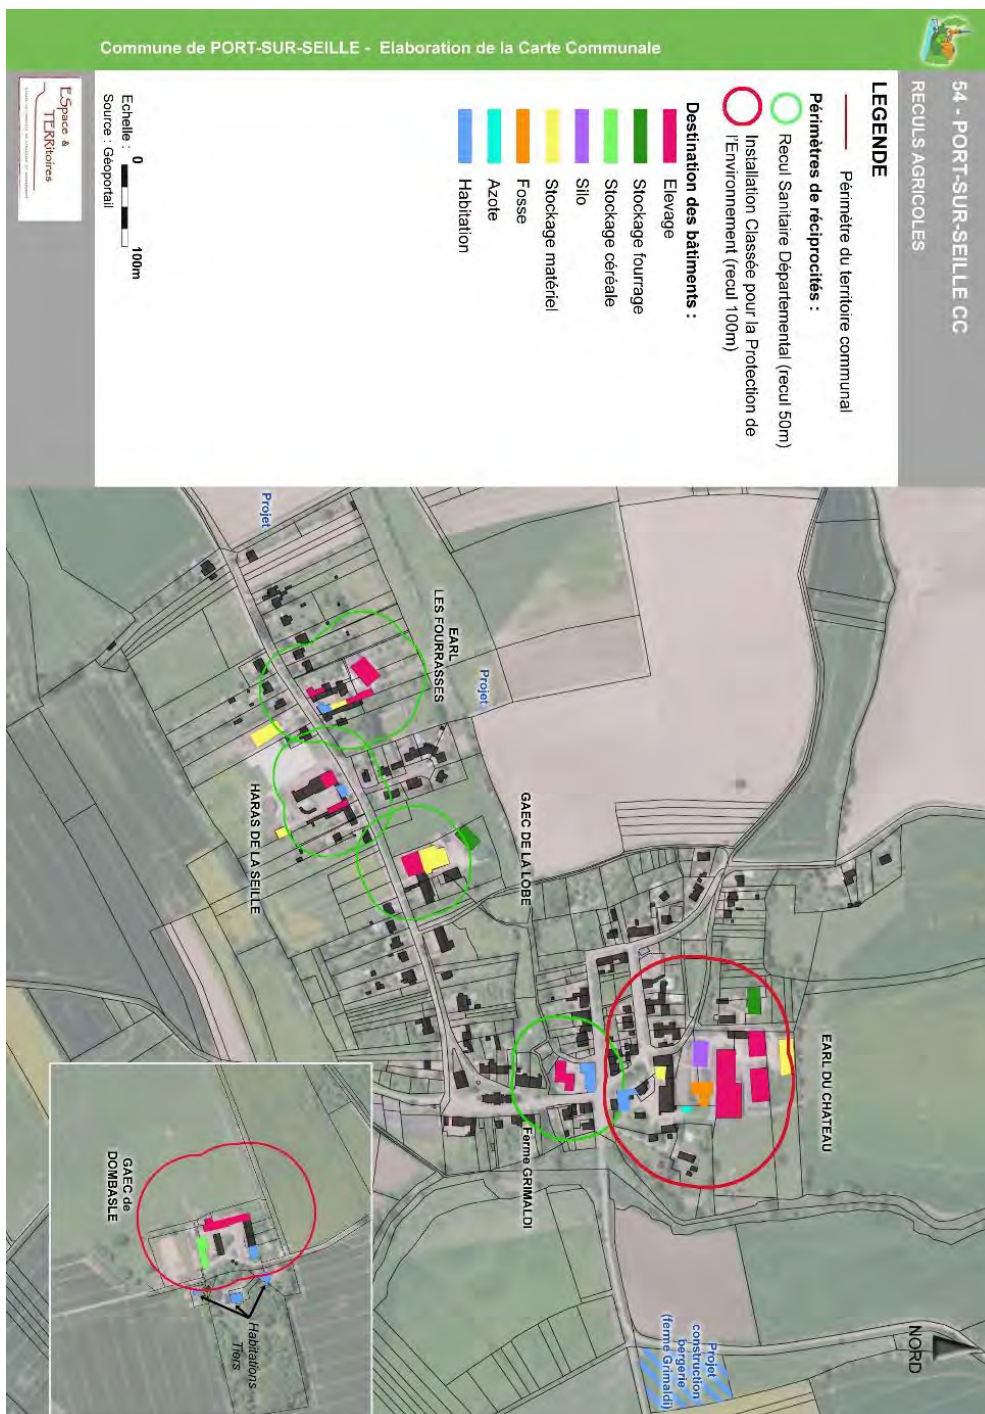 Commune de PORT-SUR-SEILLE - Elaboration de la Carte Communale
54 - PORT-SUR-SEILLE CC
RECULS AGRICOLES
LEGENDE
Périmètre du territoire communal
Périmètres de réciprocités :
Recul Sanitaire Départemental (recul 50m)
Installation Classée pour la Protection de
l'Environnement (recul 100m)
Destination des bâtiments :
Elevage
Stockage fourrage
Stockage céréale
Silo
Stockage matériel
Fosse
Azote
Habitation
Echelle : 0 100m
Source : Géoportail
ESpace &
TERRitoires
Projet
EARL
LES FOURRASSES
Projet
HARAS DE LA SEILLE
GAEC DE LA LOBE
EARL DU CHATEAU
Ferme GRIMALDI
GAEC de
DOMBASLE
Habitations
Tiers
Projet
construction
bergerie
(ferme Grimaldi)
NORD